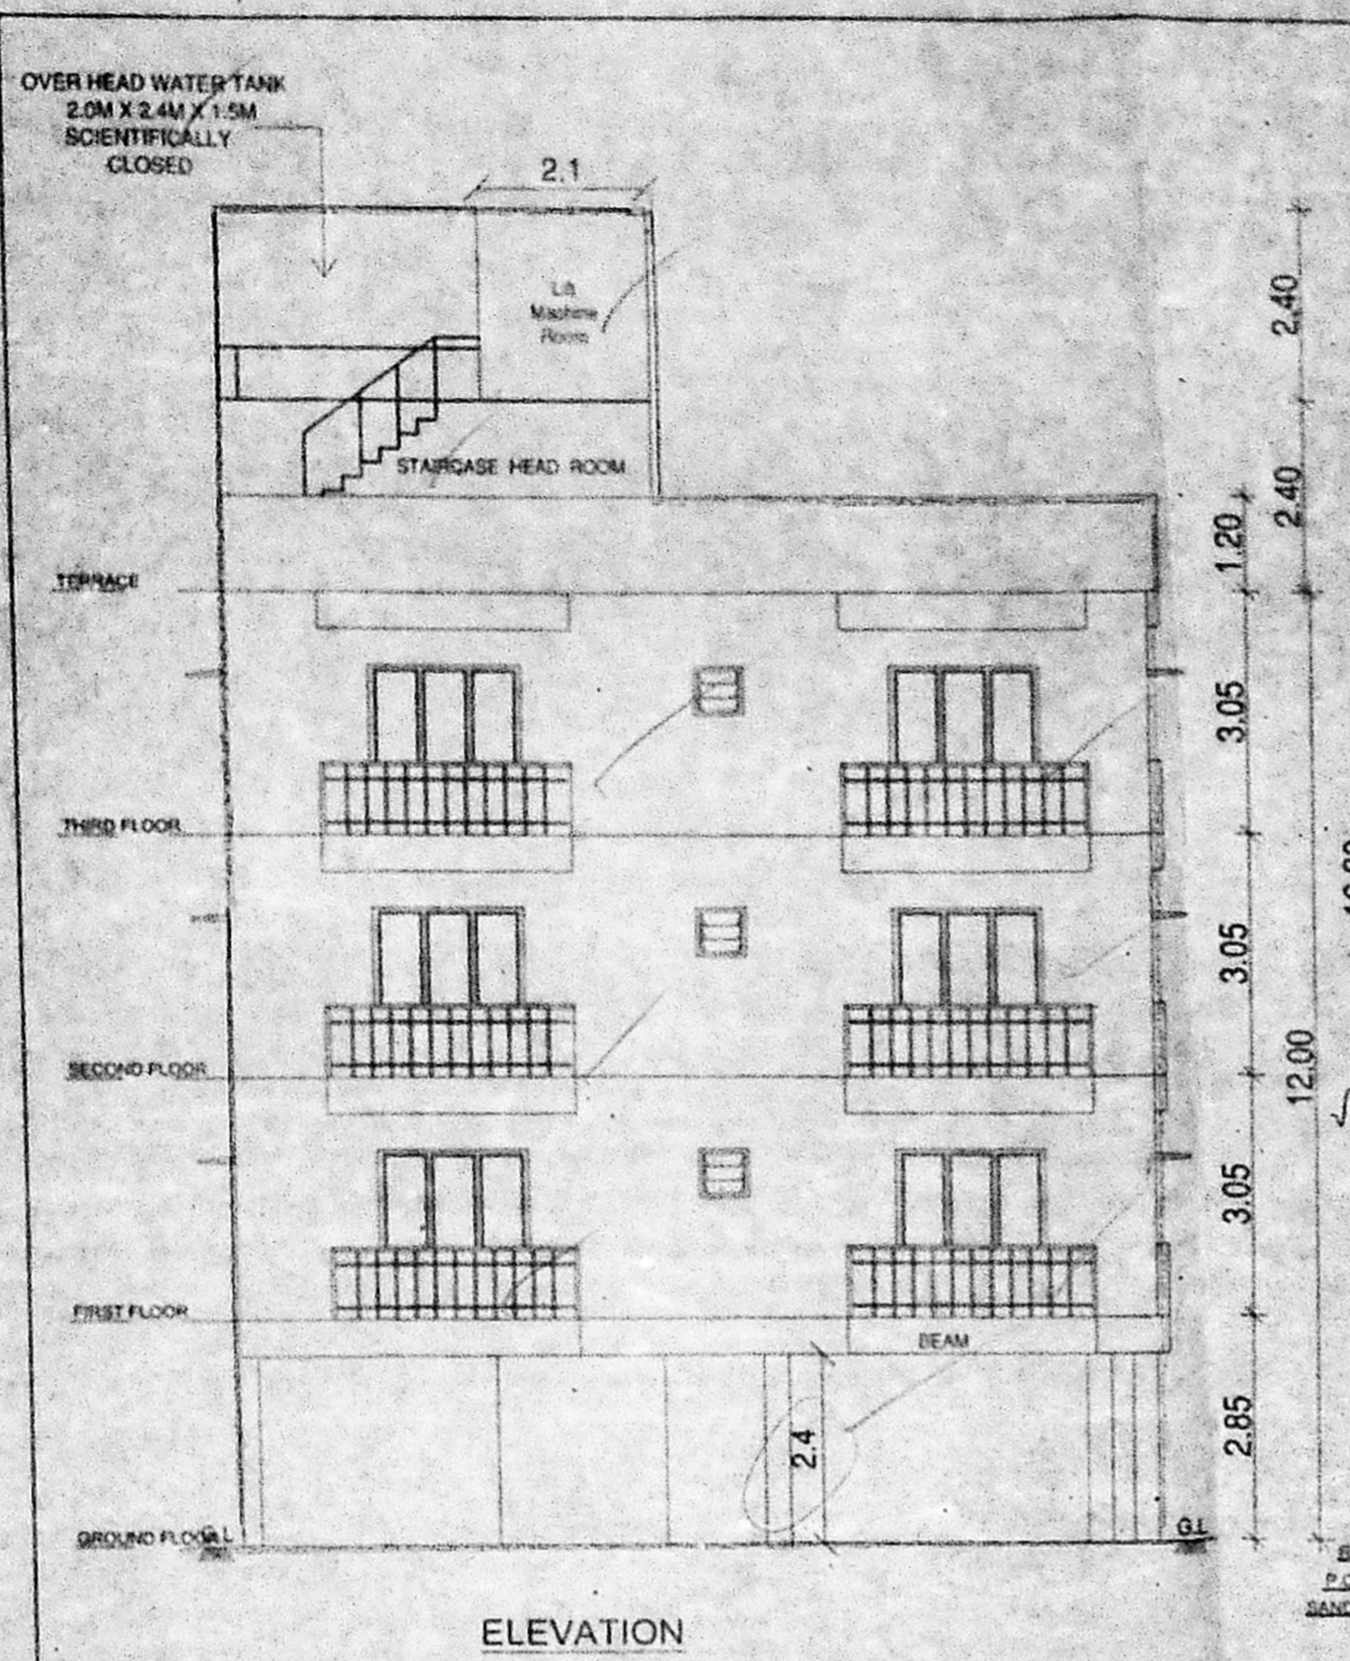 OVER HEAD WATER TANK
2.0M X 2.4M X 1.5M
SCIENTIFICALLY
CLOSED
2.1
Lift
Machine
Room
2.40
STAIRCASE HEAD ROOM
2.40
1.20
TERRACE
3.05
THIRD FLOOR
3.05
SECOND FLOOR
12.00
3.05
FIRST FLOOR
BEAM
2.4
2.85
GROUND FLOOR
G.L
G.L
SAND
ELEVATION